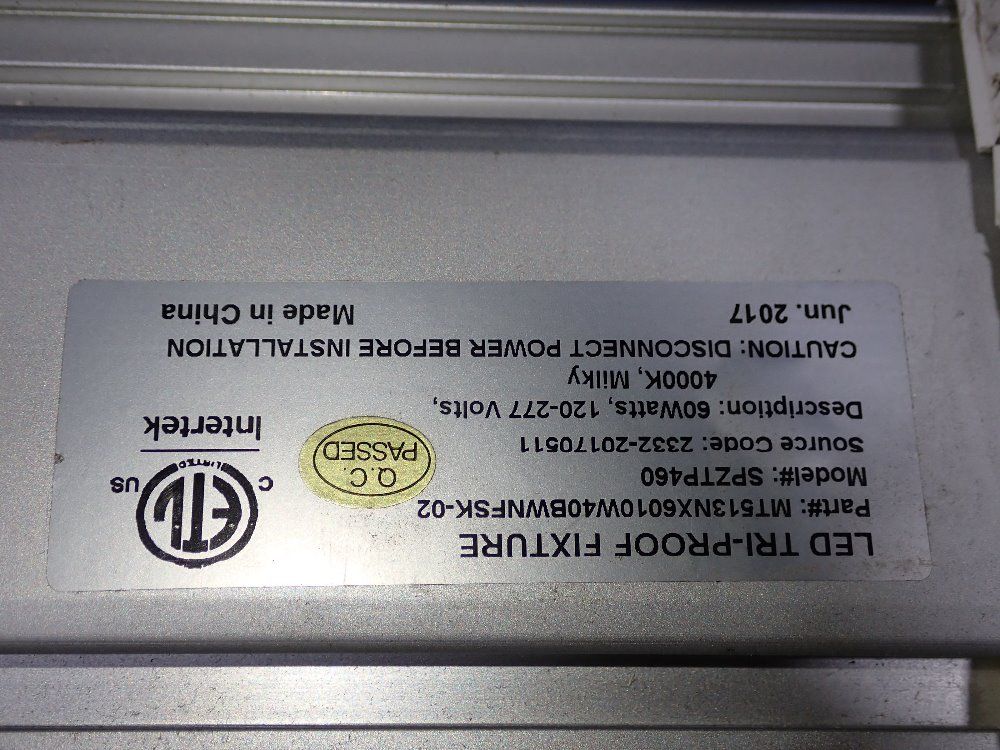 LED TRI-PROOF FIXTURE
Part#: MT513NX6010W40BWNFSK-02
Model#: SPZTP460
Source Code: 2332-20170511
Description: 60Watts, 120-277 Volts,
4000K, Milky
CAUTION: DISCONNECT POWER BEFORE INSTALLATION
Jun. 2017 Made in China
Q.C.
PASSED
ETL
C US
LISTED
Intertek